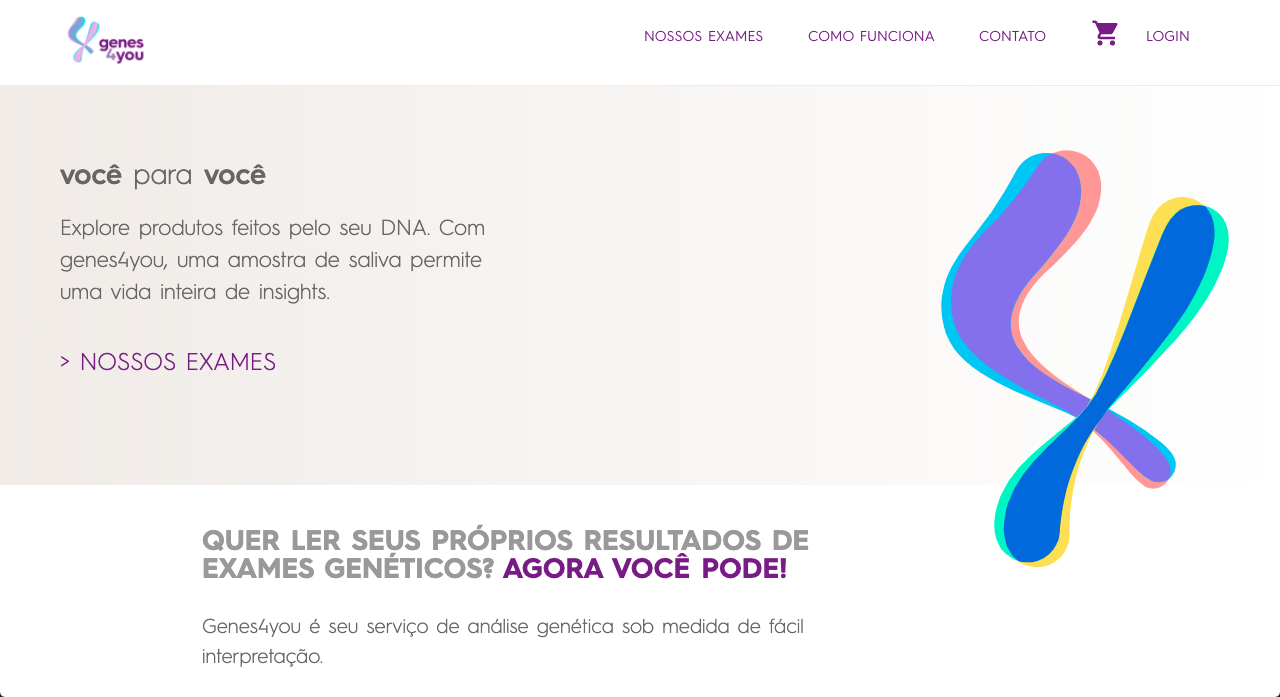 genes
4you
NOSSOS EXAMES
COMO FUNCIONA
CONTATO
LOGIN
você para você
Explore produtos feitos pelo seu DNA. Com
genes4you, uma amostra de saliva permite
uma vida inteira de insights.
> NOSSOS EXAMES
QUER LER SEUS PRÓPRIOS RESULTADOS DE
EXAMES GENÉTICOS? AGORA VOCÊ PODE!
Genes4you é seu serviço de análise genética sob medida de fácil
interpretação.